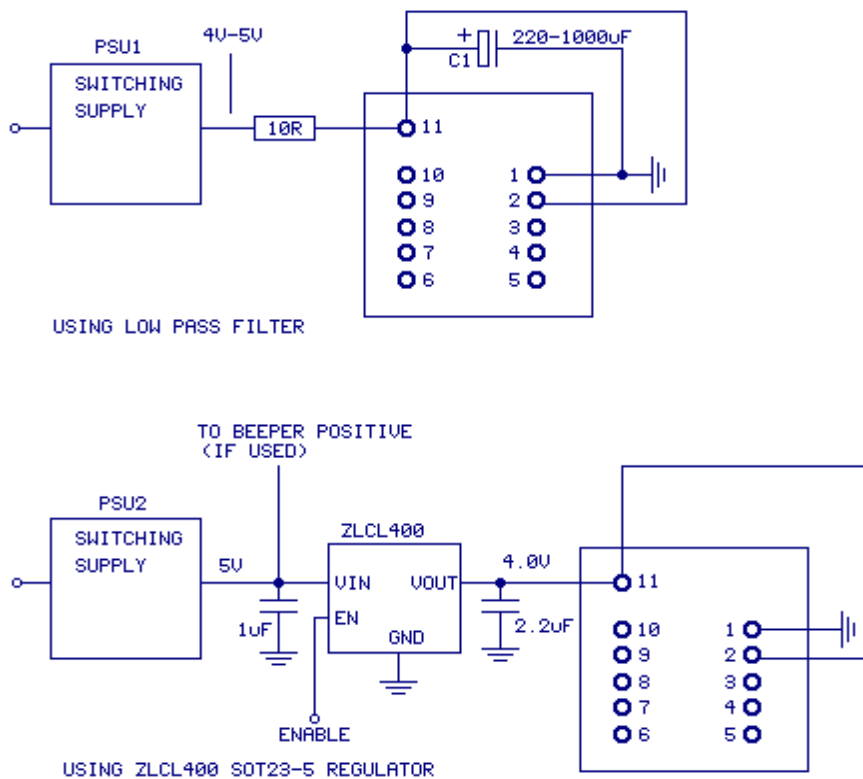 PSU1
4V-5V
+
220-1000uF
C1
SWITCHING
SUPPLY
10R
11
10
1
9
2
8
3
7
4
6
5
USING LOW PASS FILTER
TO BEEPER POSITIVE
(IF USED)
PSU2
SWITCHING
SUPPLY
5V
ZLCL400
VIN
VOUT
4.0V
11
1uF
EN
GND
2.2uF
10
1
9
2
8
3
7
4
6
5
ENABLE
USING ZLCL400 SOT23-5 REGULATOR